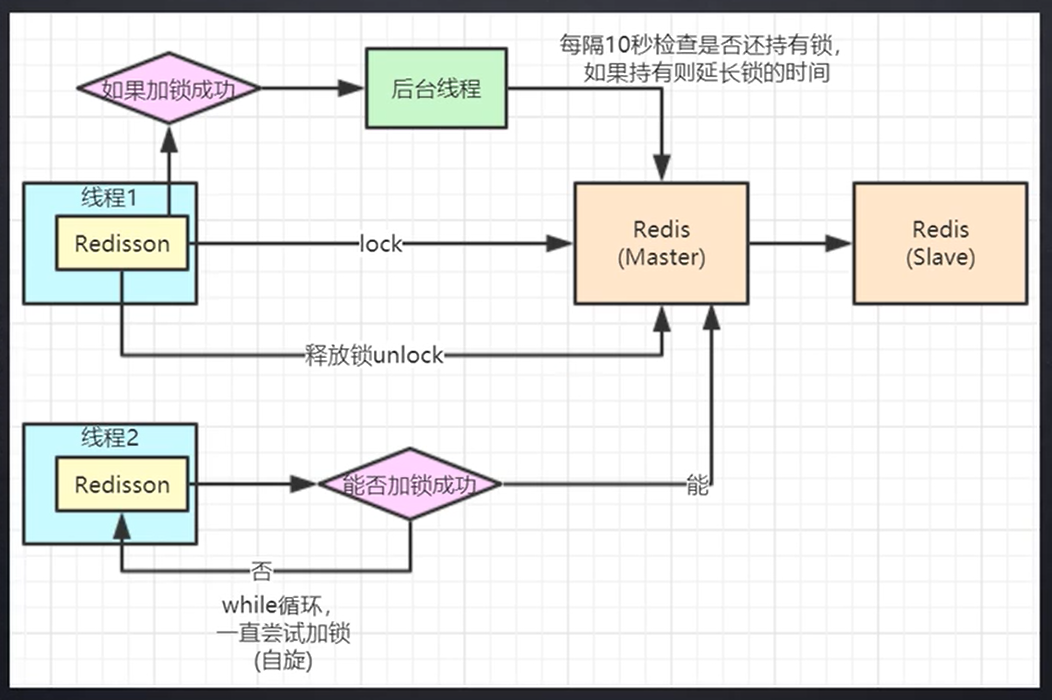 每隔10秒检查是否还持有锁，
如果持有则延长锁的时间
如果加锁成功
后台线程
线程1
Redisson
lock
Redis
(Master)
Redis
(Slave)
释放锁unlock
线程2
Redisson
能否加锁成功
能
否
while循环，
一直尝试加锁
(自旋)